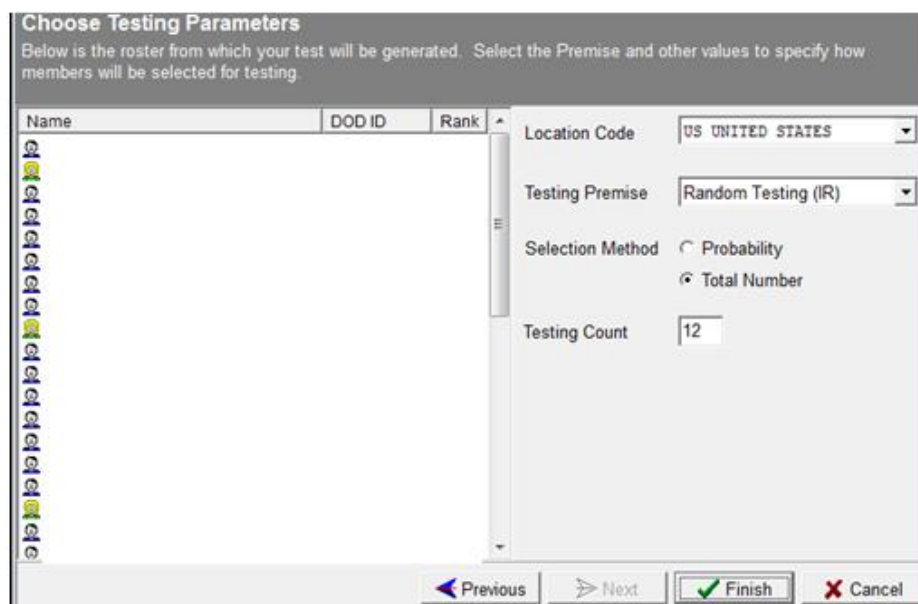 Choose Testing Parameters
Below is the roster from which your test will be generated. Select the Premise and other values to specify how
members will be selected for testing.
Name DOD ID Rank
Location Code US UNITED STATES
Testing Premise Random Testing (IR)
Selection Method Probability
Total Number
Testing Count 12
Previous Next Finish Cancel